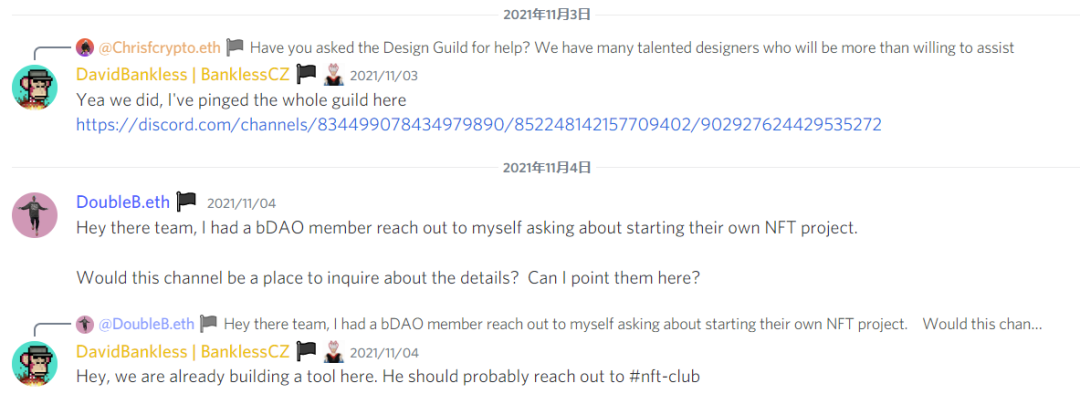 2021年11月3日
@Chrisfcrypto.eth Have you asked the Design Guild for help? We have many talented designers who will be more than willing to assist
DavidBankless | BanklessCZ 2021/11/03
Yea we did, I've pinged the whole guild here
https://discord.com/channels/834499078434979890/852248142157709402/902927624429535272
2021年11月4日
DoubleB.eth 2021/11/04
Hey there team, I had a bDAO member reach out to myself asking about starting their own NFT project.
Would this channel be a place to inquire about the details? Can I point them here?
@DoubleB.eth Hey there team, I had a bDAO member reach out to myself asking about starting their own NFT project. Would this chan...
DavidBankless | BanklessCZ 2021/11/04
Hey, we are already building a tool here. He should probably reach out to #nft-club